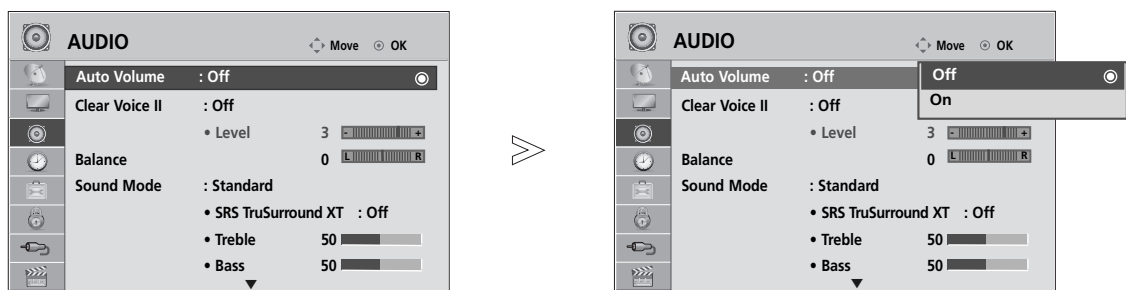 AUDIO Move OK
Auto Volume : Off
Clear Voice II : Off
• Level 3 - +
Balance 0 L R
Sound Mode : Standard
• SRS TruSurround XT : Off
• Treble 50
• Bass 50
AUDIO Move OK
Auto Volume : Off
Off
On
Clear Voice II : Off
• Level 3 - +
Balance 0 L R
Sound Mode : Standard
• SRS TruSurround XT : Off
• Treble 50
• Bass 50